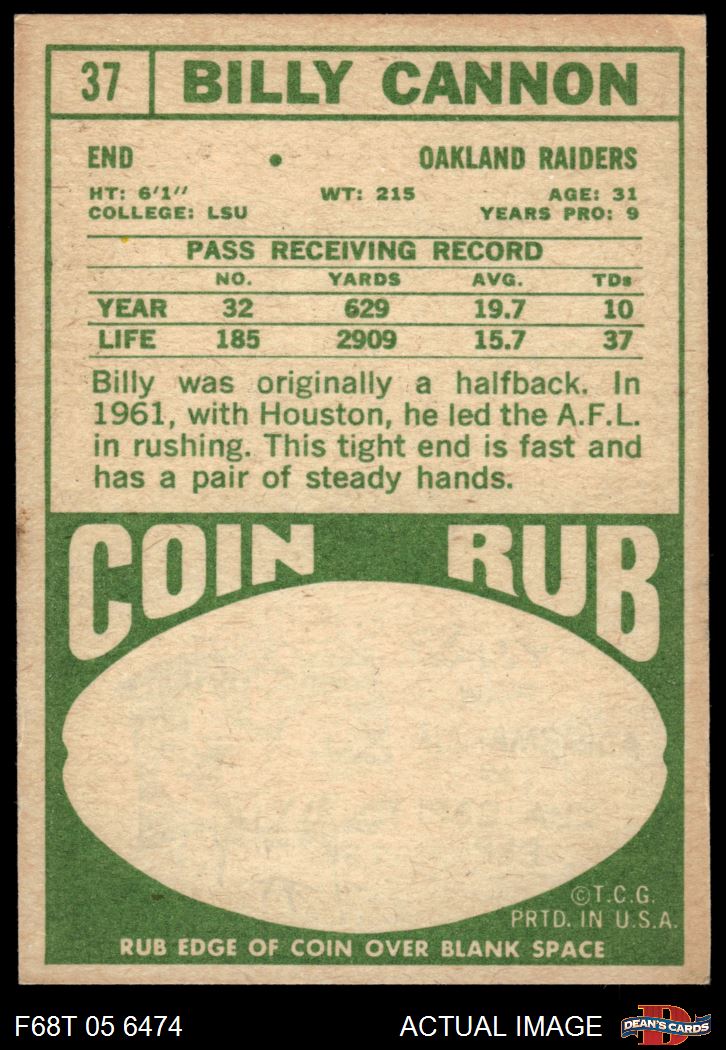 37 BILLY CANNON
END • OAKLAND RAIDERS
HT: 6'1" WT: 215 AGE: 31
COLLEGE: LSU YEARS PRO: 9
PASS RECEIVING RECORD
NO. YARDS AVG. TDs
YEAR 32 629 19.7 10
LIFE 185 2909 15.7 37
Billy was originally a halfback. In
1961, with Houston, he led the A.F.L.
in rushing. This tight end is fast and
has a pair of steady hands.
COIN RUB
©T.C.G.
PRTD. IN U.S.A.
RUB EDGE OF COIN OVER BLANK SPACE
F68T 05 6474 ACTUAL IMAGE
D
DEAN'S CARDS